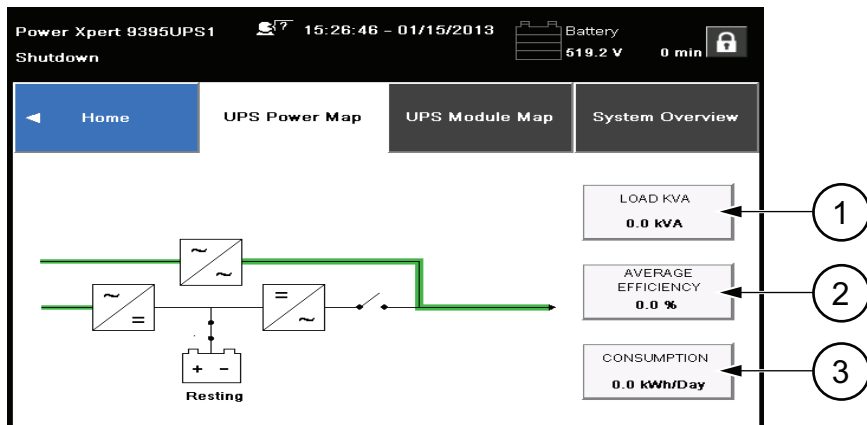 Power Xpert 9395UPS1
15:26:46 - 01/15/2013
Battery
Shutdown
519.2 V 0 min
Home
UPS Power Map
UPS Module Map
System Overview
LOAD KVA
0.0 kVA
1
AVERAGE
EFFICIENCY
0.0 %
2
CONSUMPTION
0.0 kWh/Day
3
Resting